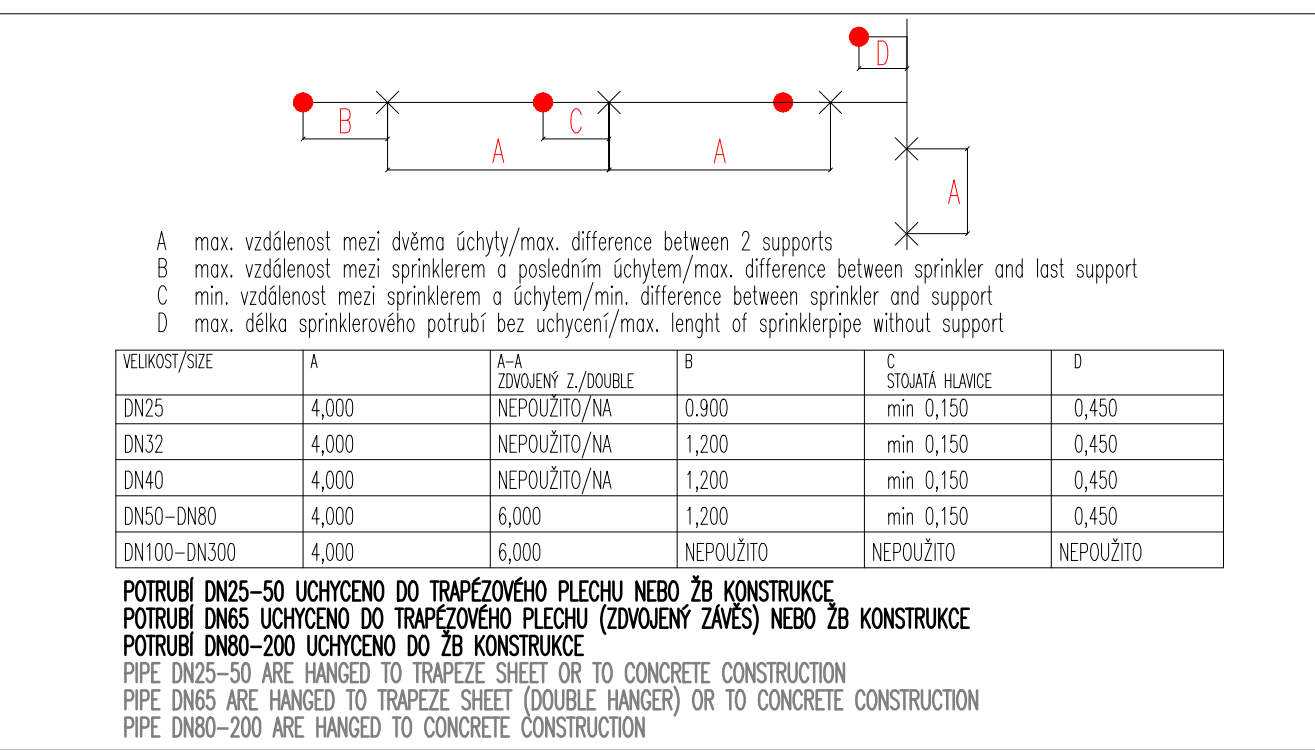 D
B
C
A
A
A
A max. vzdálenost mezi dvěma úchyty/max. difference between 2 supports
B max. vzdálenost mezi sprinklerem a posledním úchytem/max. difference between sprinkler and last support
C min. vzdálenost mezi sprinklerem a úchytem/min. difference between sprinkler and support
D max. délka sprinklerového potrubí bez uchycení/max. lenght of sprinklerpipe without support
VELIKOST/SIZE A A-A B C D
ZDVOJENÝ Z./DOUBLE STOJATÁ HLAVICE
DN25 4,000 NEPOUŽITO/NA 0.900 min 0,150 0,450
DN32 4,000 NEPOUŽITO/NA 1,200 min 0,150 0,450
DN40 4,000 NEPOUŽITO/NA 1,200 min 0,150 0,450
DN50-DN80 4,000 6,000 1,200 min 0,150 0,450
DN100-DN300 4,000 6,000 NEPOUŽITO NEPOUŽITO NEPOUŽITO
POTRUBÍ DN25-50 UCHYCENO DO TRAPÉZOVÉHO PLECHU NEBO ŽB KONSTRUKCE
POTRUBÍ DN65 UCHYCENO DO TRAPÉZOVÉHO PLECHU (ZDVOJENÝ ZÁVĚS) NEBO ŽB KONSTRUKCE
POTRUBÍ DN80-200 UCHYCENO DO ŽB KONSTRUKCE
PIPE DN25-50 ARE HANGED TO TRAPEZE SHEET OR TO CONCRETE CONSTRUCTION
PIPE DN65 ARE HANGED TO TRAPEZE SHEET (DOUBLE HANGER) OR TO CONCRETE CONSTRUCTION
PIPE DN80-200 ARE HANGED TO CONCRETE CONSTRUCTION